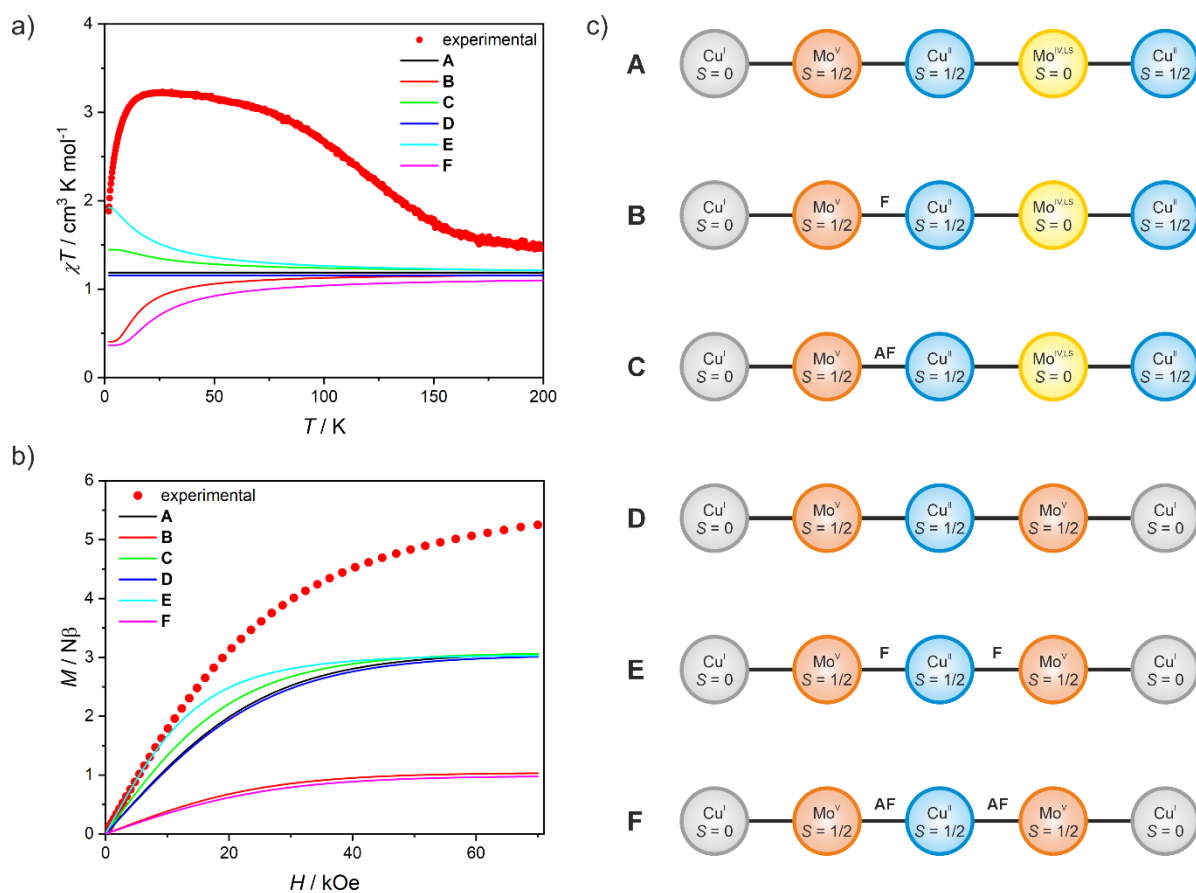 a)
χT / cm³ K mol⁻¹
4
3
2
1
0
experimental
A
B
C
D
E
F
0 50 100 150 200
T / K
b)
M / Nβ
6
5
4
3
2
1
0
experimental
A
B
C
D
E
F
0 20 40 60
H / kOe
c)
A
Cuᴵ S = 0
Moⱽ S = 1/2
Cuᴵᴵ S = 1/2
Moᴵⱽ,ᴸS S = 0
Cuᴵᴵ S = 1/2
B
F
Cuᴵ S = 0
Moⱽ S = 1/2
Cuᴵᴵ S = 1/2
Moᴵⱽ,ᴸS S = 0
Cuᴵᴵ S = 1/2
C
AF
Cuᴵ S = 0
Moⱽ S = 1/2
Cuᴵᴵ S = 1/2
Moᴵⱽ,ᴸS S = 0
Cuᴵᴵ S = 1/2
D
Cuᴵ S = 0
Moⱽ S = 1/2
Cuᴵᴵ S = 1/2
Moⱽ S = 1/2
Cuᴵ S = 0
E
F F
Cuᴵ S = 0
Moⱽ S = 1/2
Cuᴵᴵ S = 1/2
Moⱽ S = 1/2
Cuᴵ S = 0
F
AF AF
Cuᴵ S = 0
Moⱽ S = 1/2
Cuᴵᴵ S = 1/2
Moⱽ S = 1/2
Cuᴵ S = 0